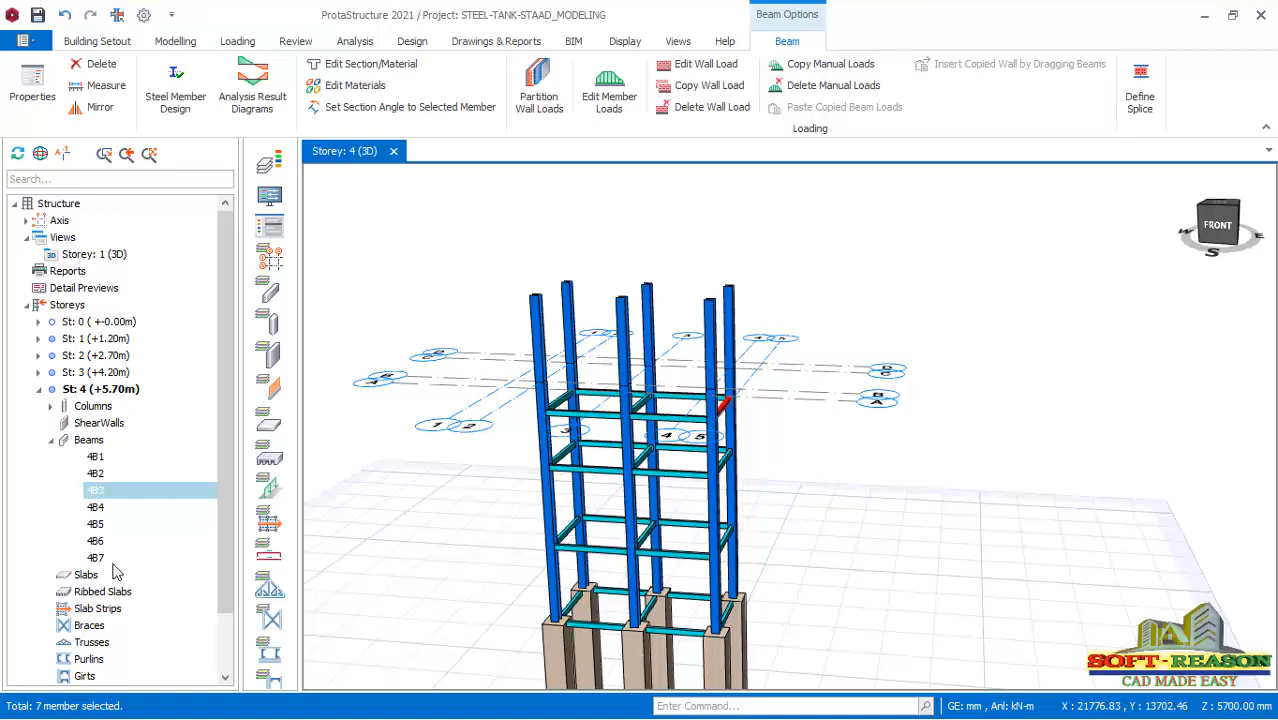 ProtaStructure 2021 / Project: STEEL-TANK-STAAD_MODELING
Beam Options
Building Setout
Modelling
Loading
Review
Analysis
Design
Drawings & Reports
BIM
Display
Views
Help
Beam
Properties
Delete
Measure
Mirror
Steel Member
Design
Analysis Result
Diagrams
Edit Section/Material
Edit Materials
Set Section Angle to Selected Member
Partition
Wall Loads
Edit Member
Loads
Edit Wall Load
Copy Wall Load
Delete Wall Load
Copy Manual Loads
Delete Manual Loads
Paste Copied Beam Loads
Insert Copied Wall by Dragging Beams
Define
Splice
Loading
Storey: 4 (3D)
Search...
Structure
Axis
Views
Storey: 1 (3D)
Reports
Detail Previews
Storeys
St: 0 ( +-0.00m)
St: 1 (+1.20m)
St: 2 (+2.70m)
St: 3 (+4.20m)
St: 4 (+5.70m)
Columns
ShearWalls
Beams
4B1
4B2
4B3
4B4
4B5
4B6
4B7
Slabs
Ribbed Slabs
Slab Strips
Braces
Trusses
Purlins
Girts
FRONT
W
S
E
D
C
B
A
C
B
A
1
2
3
4
5
SOFT-REASON
CAD MADE EASY
Total: 7 member selected.
Enter Command...
GE: mm , Anl: kN-m
X : 21776.83 , Y : 13702.46
Z : 5700.00 mm